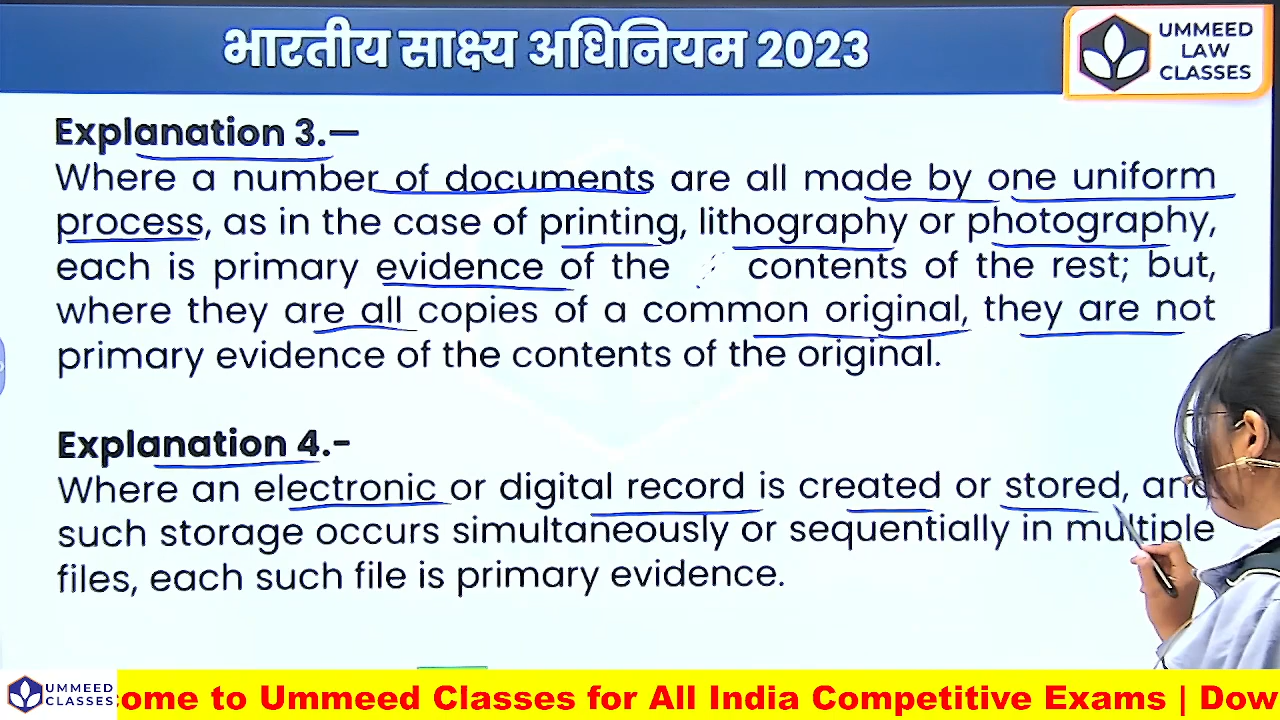 भारतीय साक्ष्य अधिनियम 2023
UMMEED
LAW
CLASSES
Explanation 3.—
Where a number of documents are all made by one uniform
process, as in the case of printing, lithography or photography,
each is primary evidence of the contents of the rest; but,
where they are all copies of a common original, they are not
primary evidence of the contents of the original.
Explanation 4.-
Where an electronic or digital record is created or stored, and
such storage occurs simultaneously or sequentially in multiple
files, each such file is primary evidence.
UMMEED
CLASSES
ome to Ummeed Classes for All India Competitive Exams | Dow